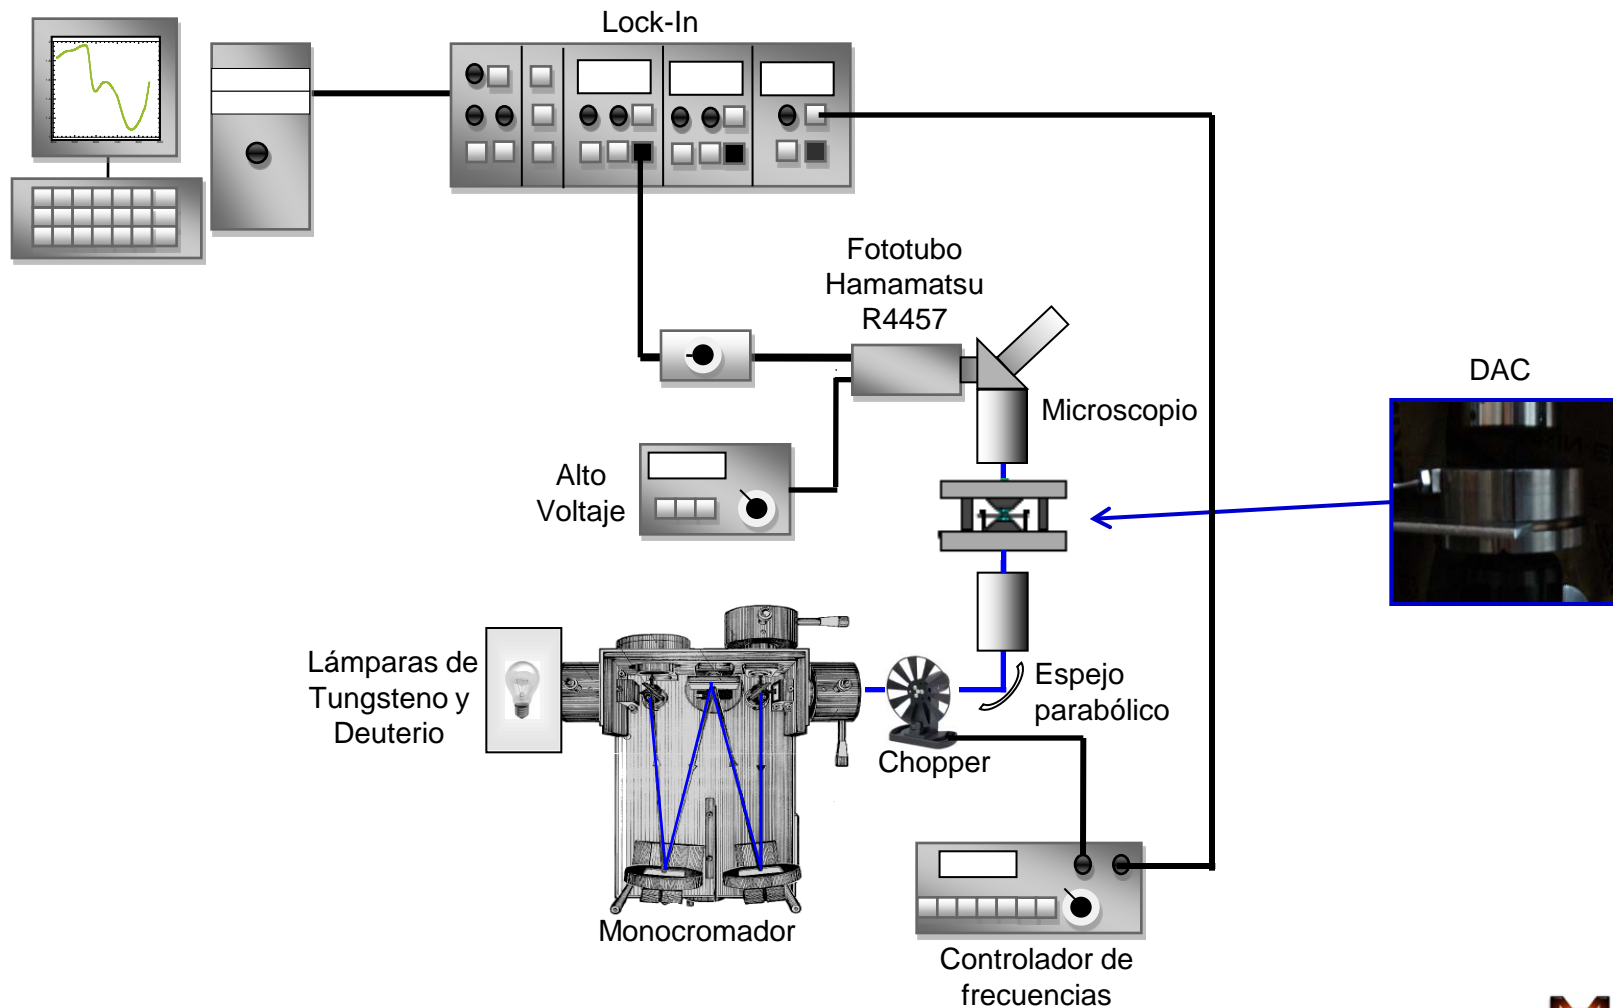 Lock-In
Fototubo
Hamamatsu
R4457
DAC
Microscopio
Alto
Voltaje
Lámparas de
Tungsteno y
Deuterio
Espejo
parabólico
Chopper
Monocromador
Controlador de
frecuencias
M